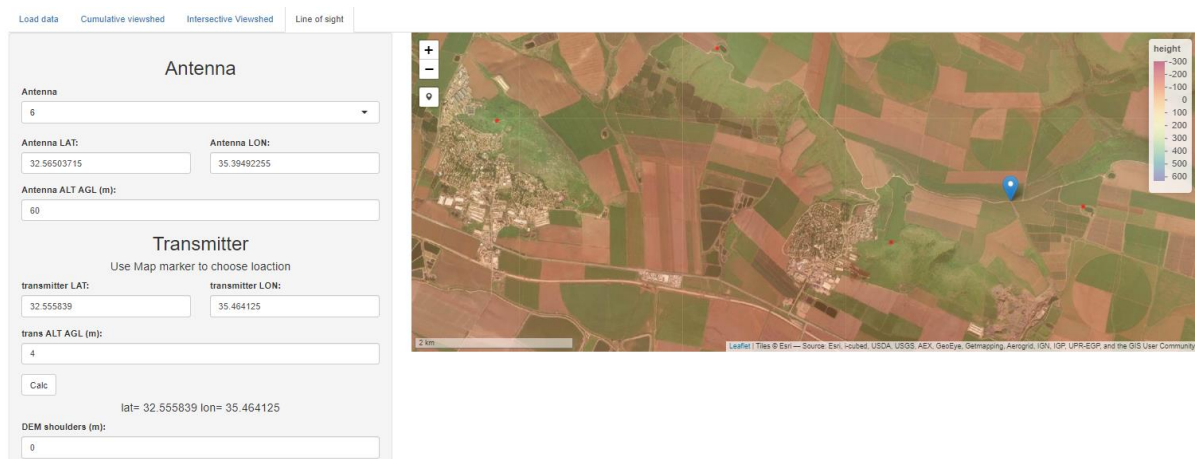 Load data
Cumulative viewshed
Intersective Viewshed
Line of sight
Antenna
Antenna
6
Antenna LAT:
Antenna LON:
32.56503715
35.39492255
Antenna ALT AGL (m):
60
Transmitter
Use Map marker to choose loaction
transmitter LAT:
transmitter LON:
32.555839
35.464125
trans ALT AGL (m):
4
Calc
lat= 32.555839 lon= 35.464125
DEM shoulders (m):
0
+
−
height
-300
-200
-100
0
100
200
300
400
500
600
2 km
Leaflet | Tiles © Esri — Source: Esri, i-cubed, USDA, USGS, AEX, GeoEye, Getmapping, Aerogrid, IGN, IGP, UPR-EGP, and the GIS User Community